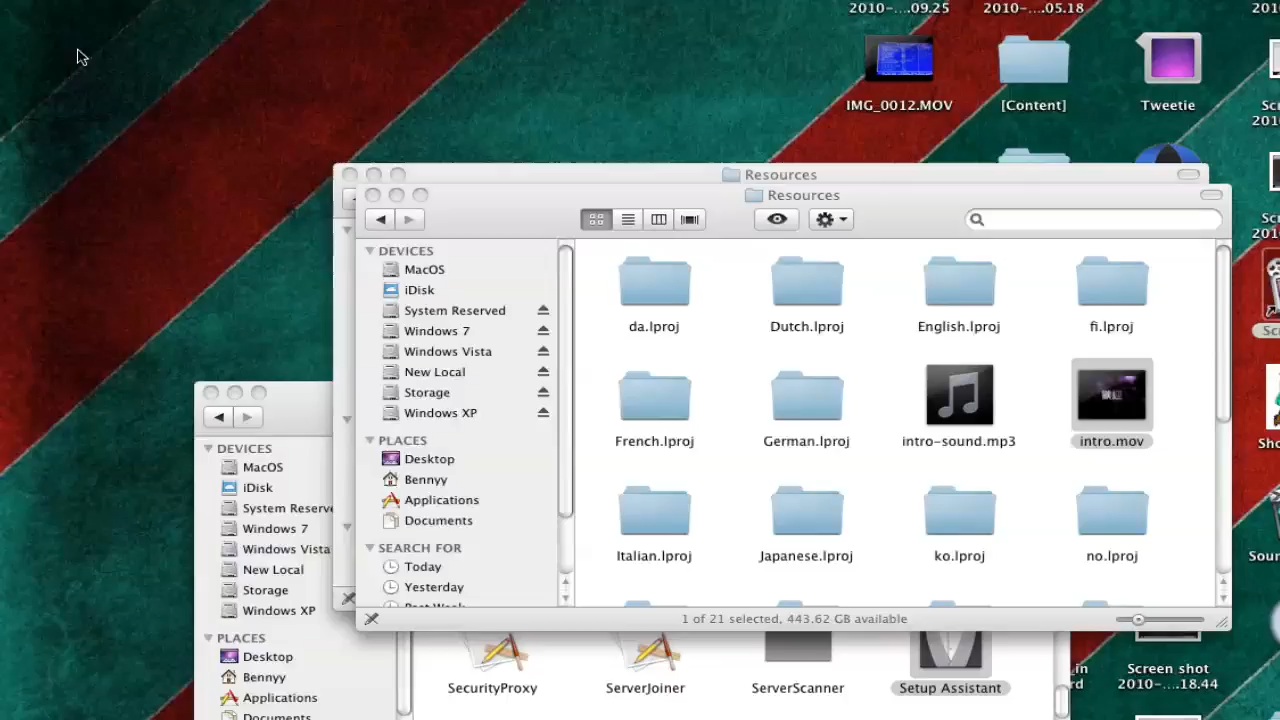 2010-...09.25
2010-...05.18
IMG_0012.MOV
[Content]
Tweetie
Resources
Resources
DEVICES
MacOS
iDisk
System Reserved
Windows 7
Windows Vista
New Local
Storage
Windows XP
PLACES
Desktop
Bennyy
Applications
Documents
SEARCH FOR
Today
Yesterday
da.lproj
Dutch.lproj
English.lproj
fi.lproj
French.lproj
German.lproj
intro-sound.mp3
intro.mov
Italian.lproj
Japanese.lproj
ko.lproj
no.lproj
1 of 21 selected, 443.62 GB available
DEVICES
MacOS
iDisk
System Reserve
Windows 7
Windows Vista
New Local
Storage
Windows XP
PLACES
Desktop
Bennyy
Applications
Documents
SecurityProxy
ServerJoiner
ServerScanner
Setup Assistant
Screen shot
2010-...18.44